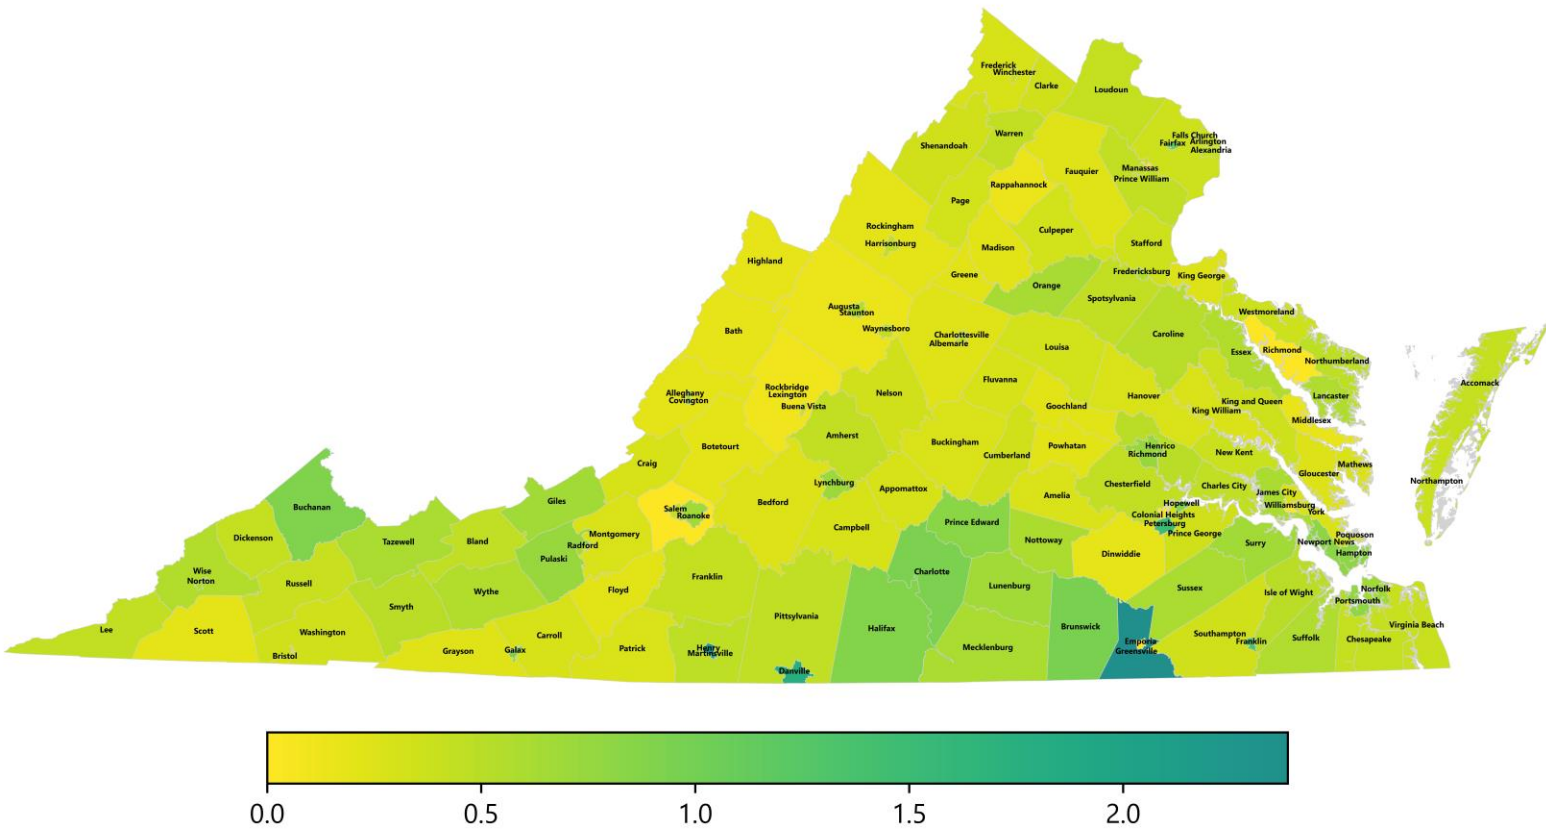 Frederick
Winchester
Clarke
Loudoun
Warren
Shenandoah
Falls Church
Fairfax
Arlington
Alexandria
Fauquier
Manassas
Prince William
Rappahannock
Page
Rockingham
Harrisonburg
Culpeper
Stafford
Madison
Highland
Greene
Fredericksburg
King George
Orange
Spotsylvania
Augusta
Staunton
Waynesboro
Westmoreland
Bath
Charlottesville
Albemarle
Caroline
Louisa
Essex
Richmond
Northumberland
Accomack
Fluvanna
Rockbridge
Lexington
Buena Vista
Nelson
Alleghany
Covington
Goochland
Hanover
King and Queen
King William
Lancaster
Middlesex
Amherst
Buckingham
Cumberland
Powhatan
Henrico
Richmond
New Kent
Botetourt
Craig
Mathews
Gloucester
Northampton
Lynchburg
Appomattox
Amelia
Chesterfield
Charles City
James City
Williamsburg
York
Giles
Bedford
Salem
Roanoke
Buchanan
Campbell
Prince Edward
Hopewell
Colonial Heights
Petersburg
Prince George
Dickenson
Tazewell
Bland
Montgomery
Radford
Pulaski
Nottoway
Dinwiddie
Surry
Poquoson
Newport News
Hampton
Wise
Norton
Russell
Wythe
Smyth
Floyd
Franklin
Charlotte
Lunenburg
Sussex
Isle of Wight
Norfolk
Portsmouth
Virginia Beach
Lee
Scott
Washington
Bristol
Grayson
Galax
Carroll
Patrick
Henry
Martinsville
Pittsylvania
Danville
Halifax
Mecklenburg
Brunswick
Emporia
Greensville
Southampton
Franklin
Suffolk
Chesapeake
0.0
0.5
1.0
1.5
2.0